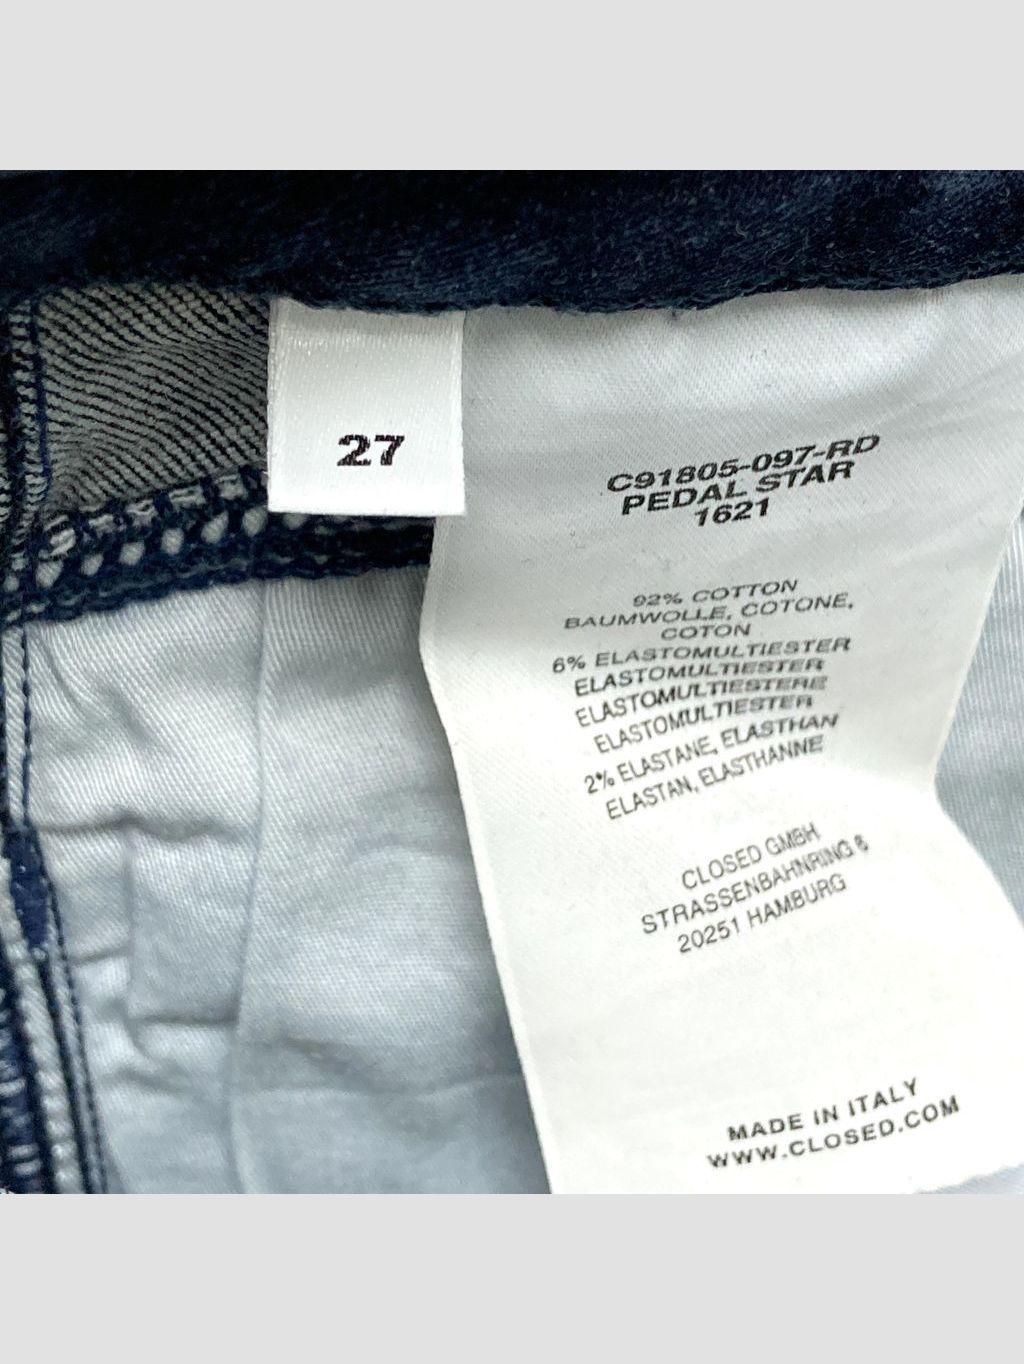 27
C91805-097-RD
PEDAL STAR
1621
92% COTTON
BAUMWOLLE, COTONE,
COTON
6% ELASTOMULTIESTER
ELASTOMULTIESTER
ELASTOMULTIESTERE
ELASTOMULTIESTER
2% ELASTANE, ELASTHAN
ELASTAN, ELASTHANNE
CLOSED GMBH
STRASSENBAHNRING 6
20251 HAMBURG
MADE IN ITALY
WWW.CLOSED.COM